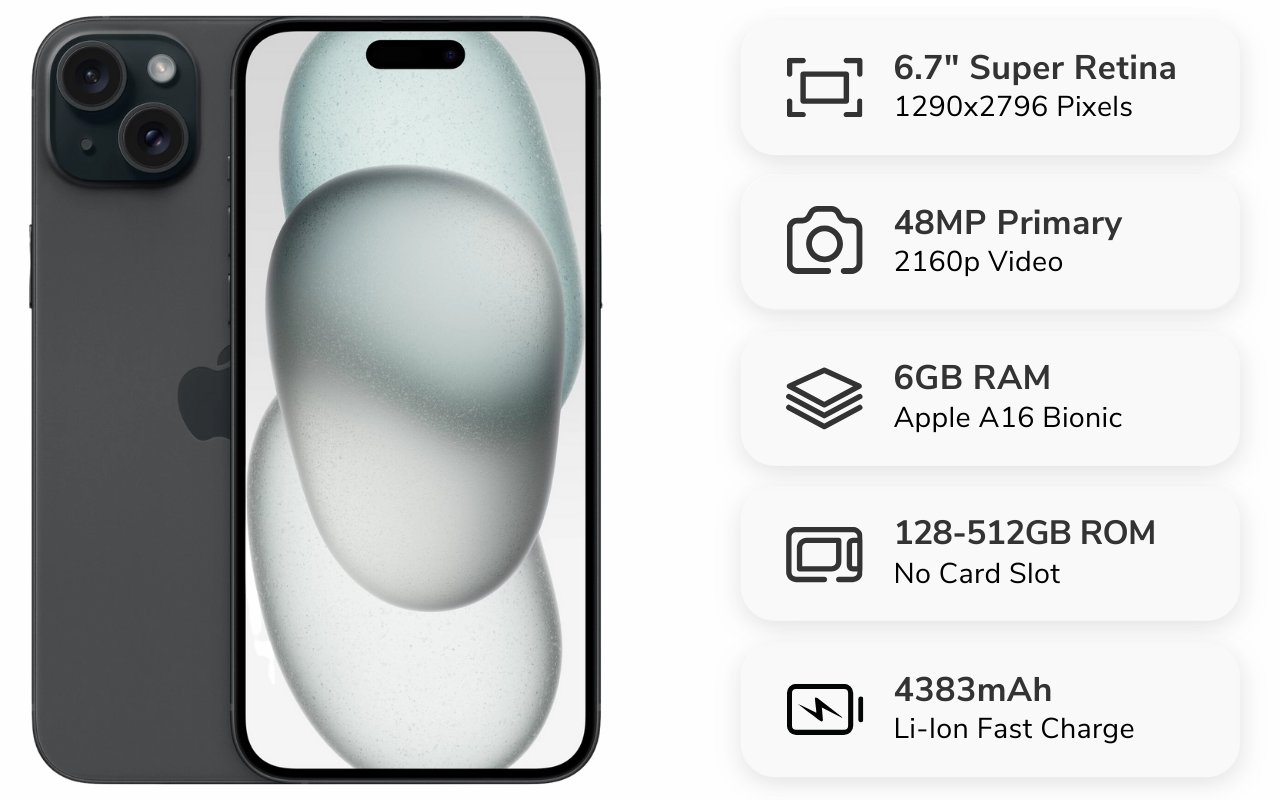 6.7" Super Retina
1290x2796 Pixels
48MP Primary
2160p Video
6GB RAM
Apple A16 Bionic
128-512GB ROM
No Card Slot
4383mAh
Li-Ion Fast Charge